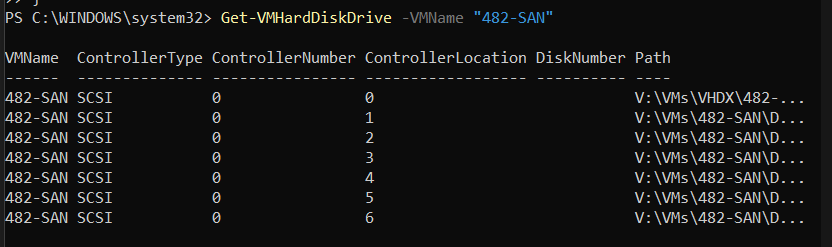 >> }
PS C:\WINDOWS\system32> Get-VMHardDiskDrive -VMName "482-SAN"
VMName ControllerType ControllerNumber ControllerLocation DiskNumber Path
------ -------------- ---------------- ------------------ ---------- ----
482-SAN SCSI 0 0 V:\VMs\VHDX\482-...
482-SAN SCSI 0 1 V:\VMs\482-SAN\D...
482-SAN SCSI 0 2 V:\VMs\482-SAN\D...
482-SAN SCSI 0 3 V:\VMs\482-SAN\D...
482-SAN SCSI 0 4 V:\VMs\482-SAN\D...
482-SAN SCSI 0 5 V:\VMs\482-SAN\D...
482-SAN SCSI 0 6 V:\VMs\482-SAN\D...